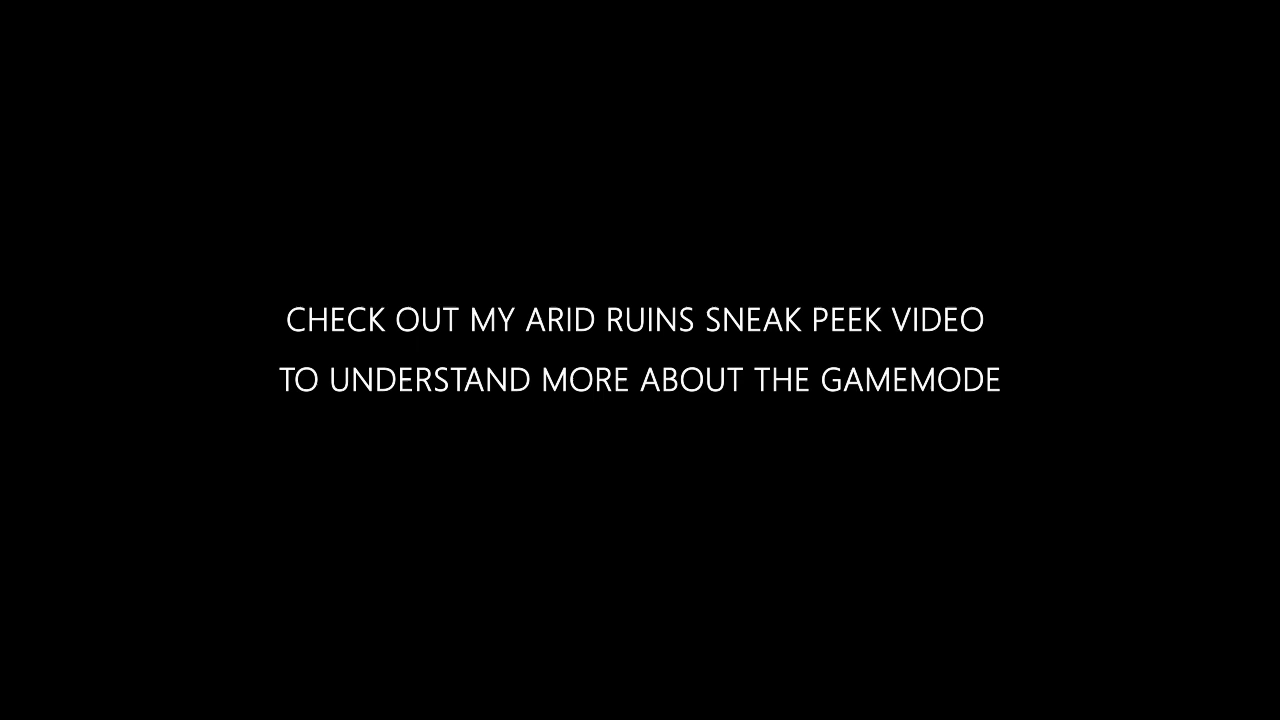 CHECK OUT MY ARID RUINS SNEAK PEEK VIDEO
TO UNDERSTAND MORE ABOUT THE GAMEMODE